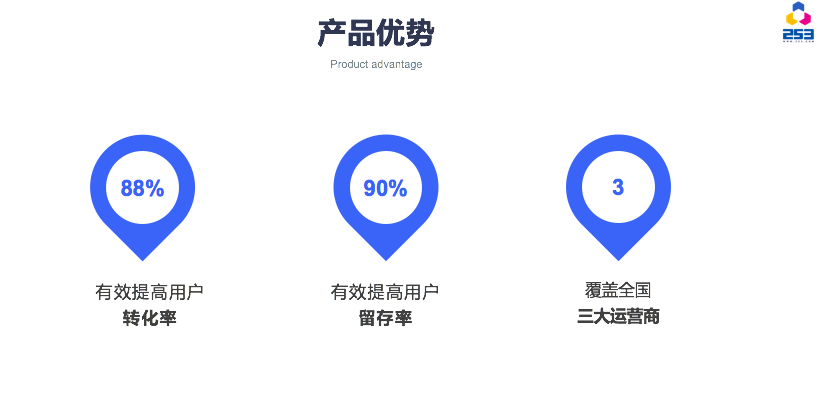 产品优势
Product advantage
253
88%
90%
3
有效提高用户
转化率
有效提高用户
留存率
覆盖全国
三大运营商